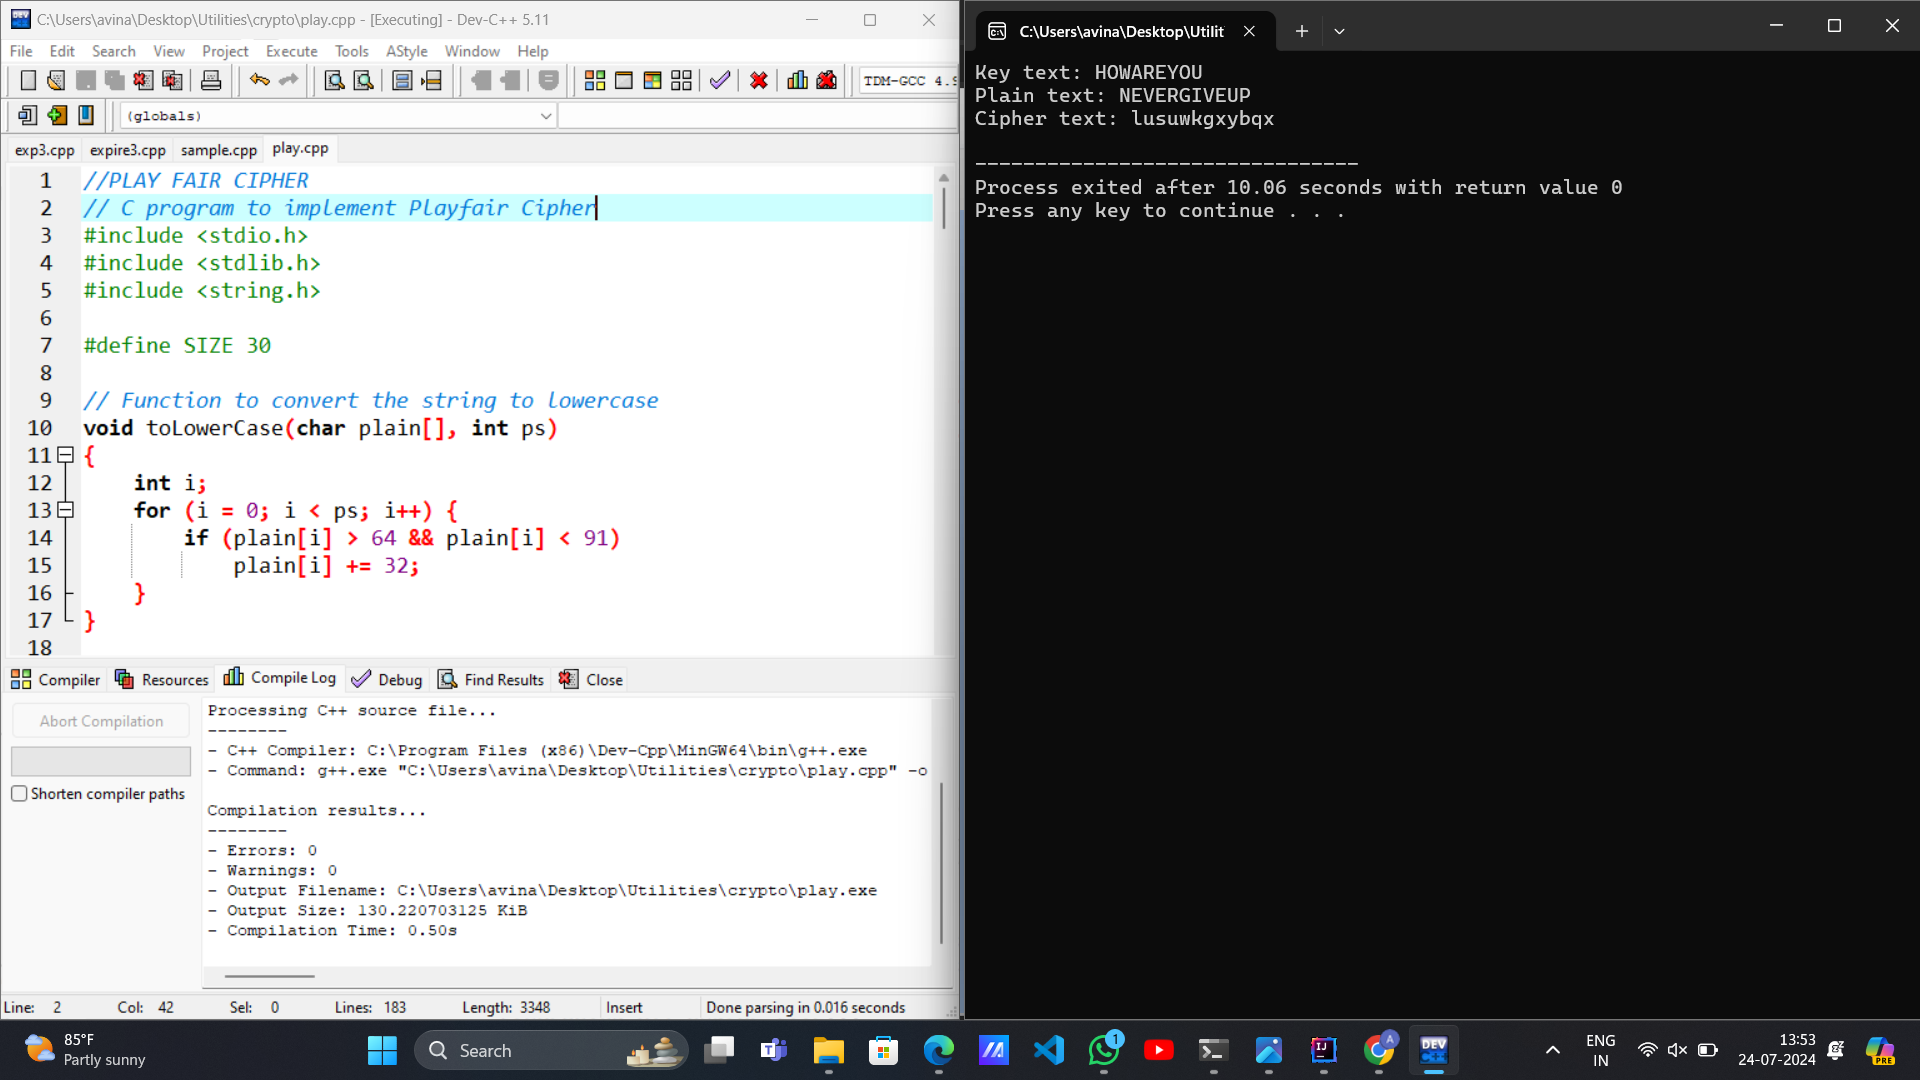 C:\Users\avina\Desktop\Utilities\crypto\play.cpp - [Executing] - Dev-C++ 5.11
File Edit Search View Project Execute Tools AStyle Window Help
TDM-GCC 4.9
(globals)
exp3.cpp expire3.cpp sample.cpp play.cpp
1 //PLAY FAIR CIPHER
2 // C program to implement Playfair Cipher
3 #include <stdio.h>
4 #include <stdlib.h>
5 #include <string.h>
6
7 #define SIZE 30
8
9 // Function to convert the string to lowercase
10 void toLowerCase(char plain[], int ps)
11 {
12 int i;
13 for (i = 0; i < ps; i++) {
14 if (plain[i] > 64 && plain[i] < 91)
15 plain[i] += 32;
16 }
17 }
18
Compiler Resources Compile Log Debug Find Results Close
Abort Compilation
Shorten compiler paths
Processing C++ source file...
--------
- C++ Compiler: C:\Program Files (x86)\Dev-Cpp\MinGW64\bin\g++.exe
- Command: g++.exe "C:\Users\avina\Desktop\Utilities\crypto\play.cpp" -o
Compilation results...
--------
- Errors: 0
- Warnings: 0
- Output Filename: C:\Users\avina\Desktop\Utilities\crypto\play.exe
- Output Size: 130.220703125 KiB
- Compilation Time: 0.50s
Line: 2 Col: 42 Sel: 0 Lines: 183 Length: 3348 Insert Done parsing in 0.016 seconds
C:\Users\avina\Desktop\Utilit
Key text: HOWAREYOU
Plain text: NEVERGIVEUP
Cipher text: lusuwkgxybqx
--------------------------------
Process exited after 10.06 seconds with return value 0
Press any key to continue . . .
85°F
Partly sunny
Search
1
A
DEV
C++
PRE
ENG
IN
13:53
24-07-2024